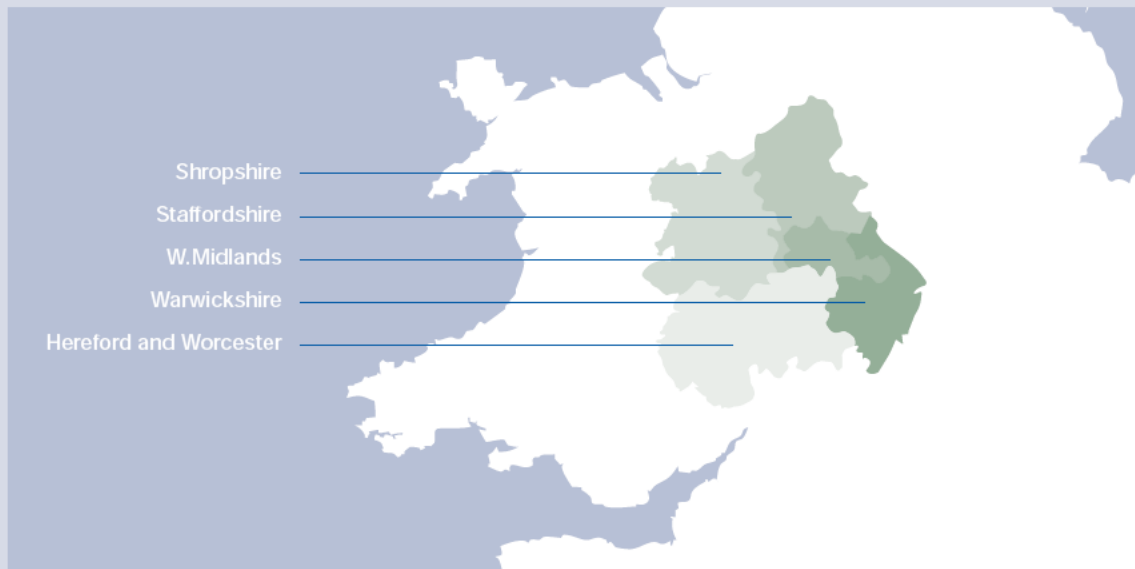 Shropshire
Staffordshire
W.Midlands
Warwickshire
Hereford and Worcester